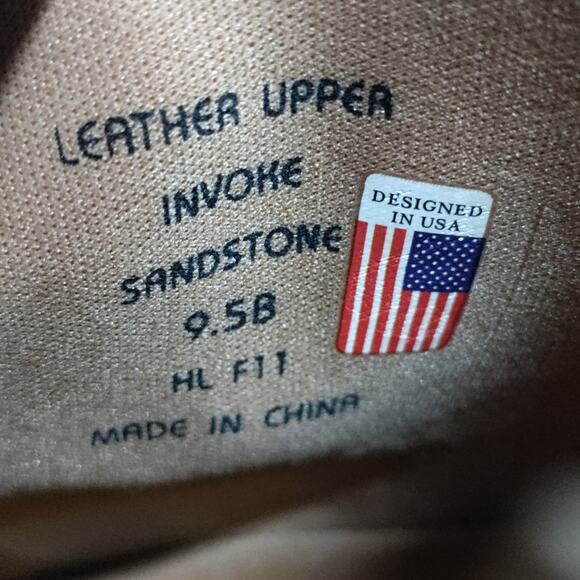 LEATHER UPPER
INVOKE
SANDSTONE
9.5B
HL F11
MADE IN CHINA
DESIGNED
IN USA